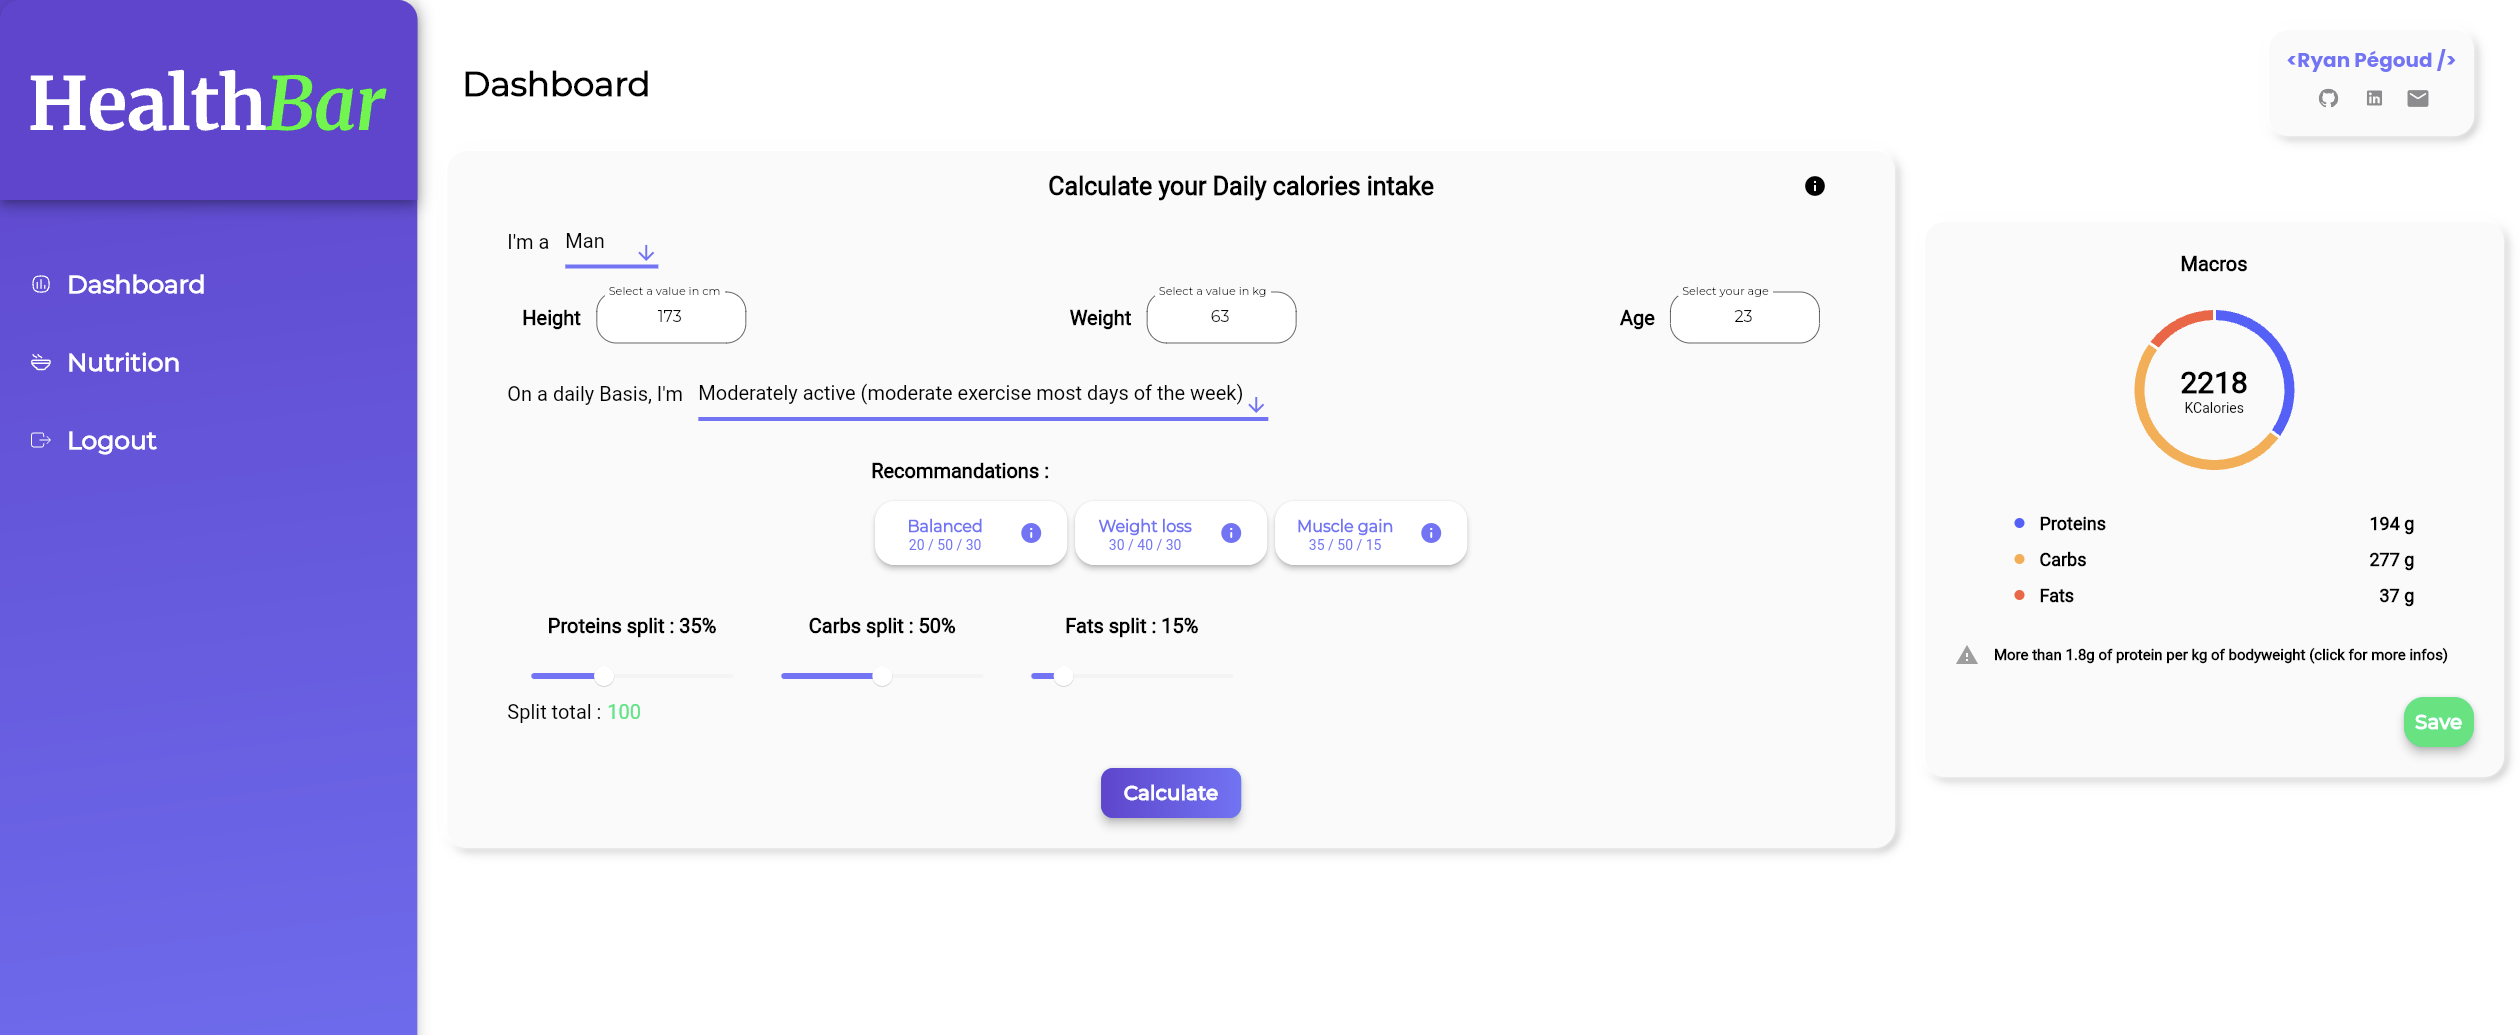 HealthBar
Dashboard
Nutrition
Logout
Dashboard
<Ryan Pégoud />
Calculate your Daily calories intake
I'm a Man
Height Select a value in cm 173
Weight Select a value in kg 63
Age Select your age 23
On a daily Basis, I'm Moderately active (moderate exercise most days of the week)
Recommandations :
Balanced
20 / 50 / 30
Weight loss
30 / 40 / 30
Muscle gain
35 / 50 / 15
Proteins split : 35%
Carbs split : 50%
Fats split : 15%
Split total : 100
Calculate
Macros
2218
KCalories
Proteins 194 g
Carbs 277 g
Fats 37 g
More than 1.8g of protein per kg of bodyweight (click for more infos)
Save